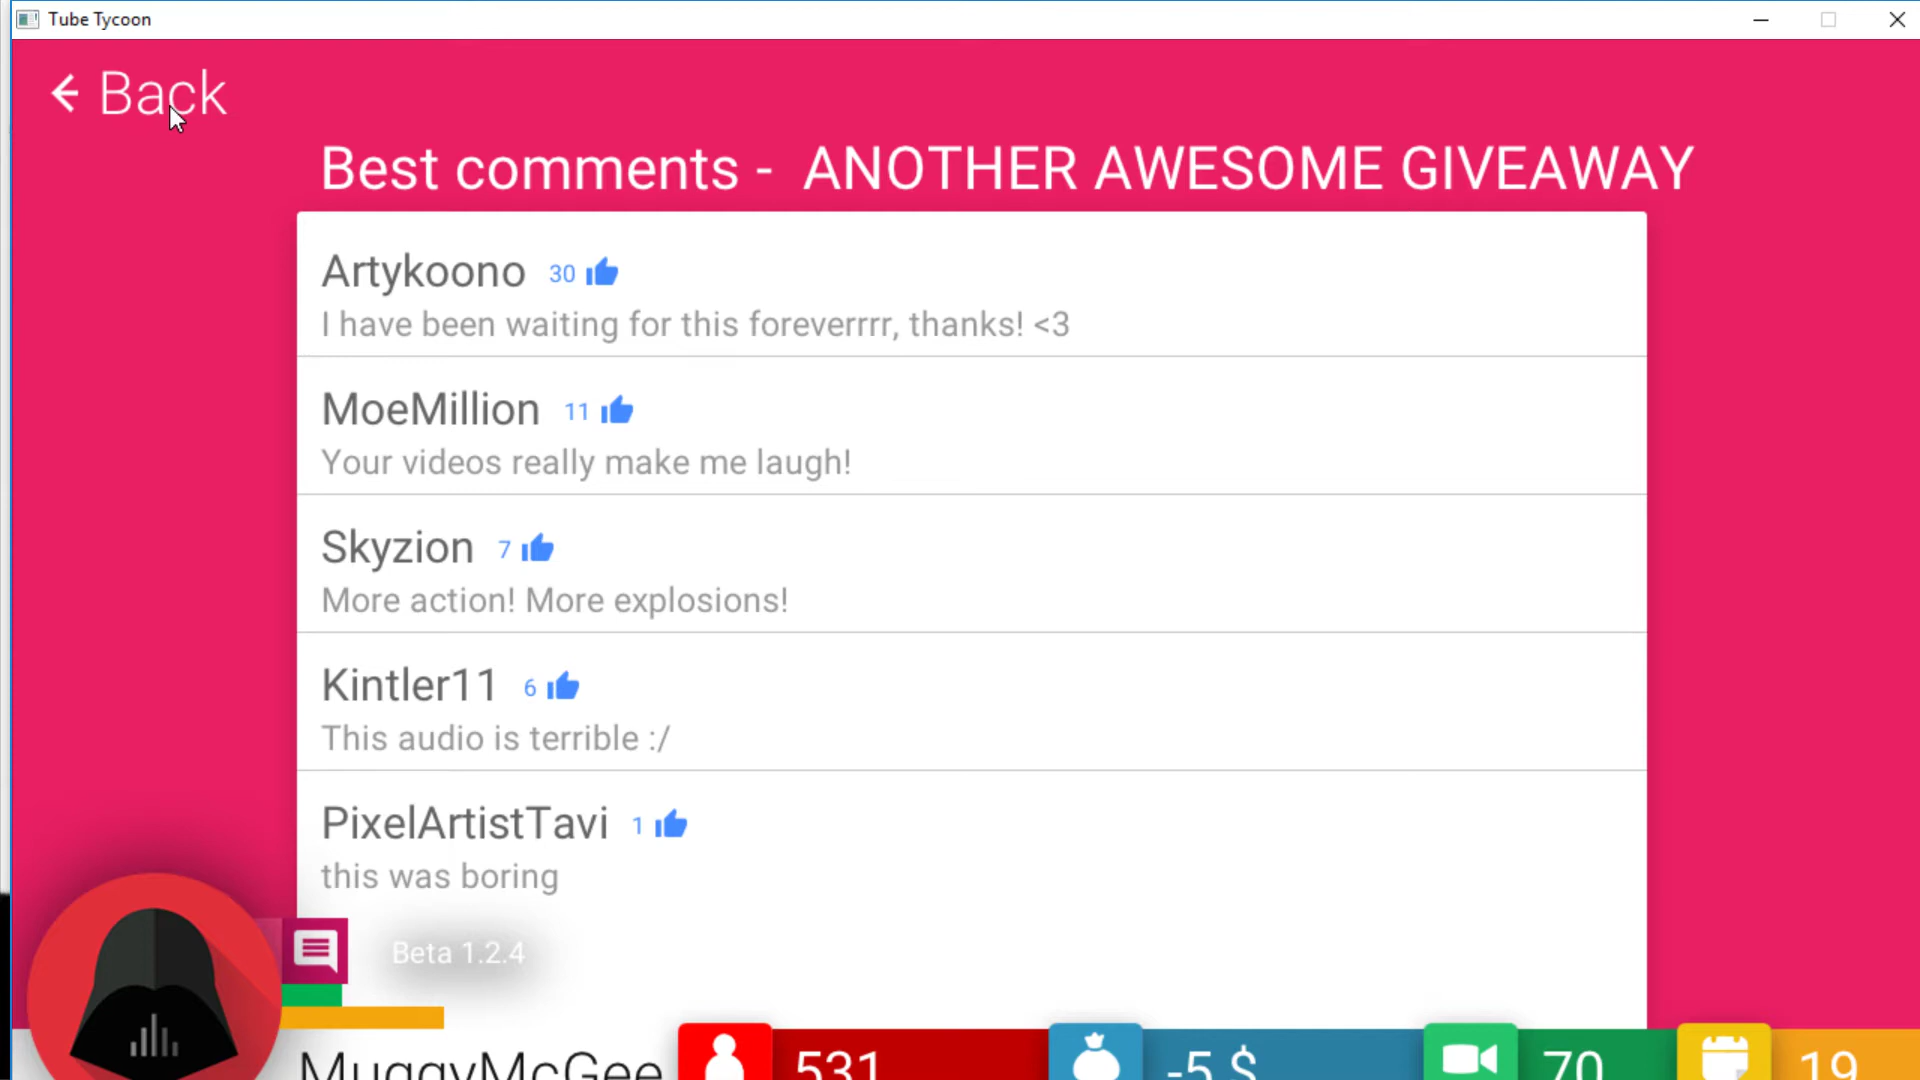 Tube Tycoon
Back
Best comments - ANOTHER AWESOME GIVEAWAY
Artykoono 30
I have been waiting for this foreverrrr, thanks! <3
MoeMillion 11
Your videos really make me laugh!
Skyzion 7
More action! More explosions!
Kintler11 6
This audio is terrible :/
PixelArtistTavi 1
this was boring
Beta 1.2.4
MuggyMcGee 531 -5 $ 70 19